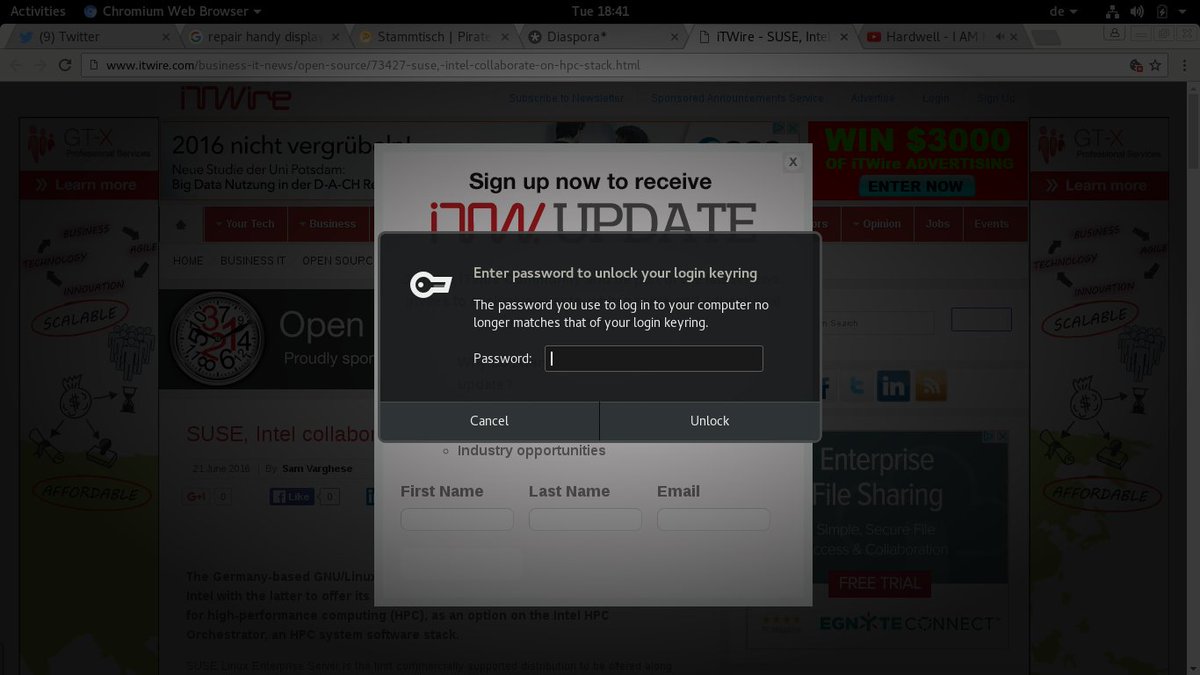 Activities
Chromium Web Browser
Tue 18:41
de
(9) Twitter
repair handy display
Stammtisch | Pirate
Diaspora*
iTWire - SUSE, Intel
Hardwell - I AM
www.itwire.com/business-it-news/open-source/73427-suse,-intel-collaborate-on-hpc-stack.html
iTWire
Subscribe to Newsletter
Sponsored Announcements Service
Advertise
Login
Sign Up
GT-X
Professional Services
Learn more
2016 nicht
Neue Studie der Uni Potsdam:
Big Data Nutzung in der D-A-CH
WIN $3000
OF iTWire ADVERTISING
ENTER NOW
GT-X
Professional Services
Learn more
X
Sign up now to receive
iTW. UPDATE
Your Tech
Business
Opinion
Jobs
Events
HOME
BUSINESS IT
OPEN
BUSINESS
AGILE
TECHNOLOGY
INNOVATION
SCALABLE
AFFORDABLE
BUSINESS
AGILE
TECHNOLOGY
INNOVATION
SCALABLE
AFFORDABLE
Enter password to unlock your login keyring
The password you use to log in to your computer no
longer matches that of your login keyring.
Password:
update?
Cancel
Unlock
Open
Proudly
Search
SUSE, Intel
21 June 2016 | By Sam Varghese
0
Like
0
Industry opportunities
First Name
Last Name
Email
Enterprise
File Sharing
Simple, Secure File
Access & Collaboration
FREE TRIAL
EGNYTE CONNECT
The Germany-based GNU/Linux
Intel with the latter to offer its
for high-performance computing (HPC), as an option on the Intel HPC
Orchestrator, an HPC system software stack.
SUSE Linux Enterprise Server is the first commercially supported distribution to be offered along